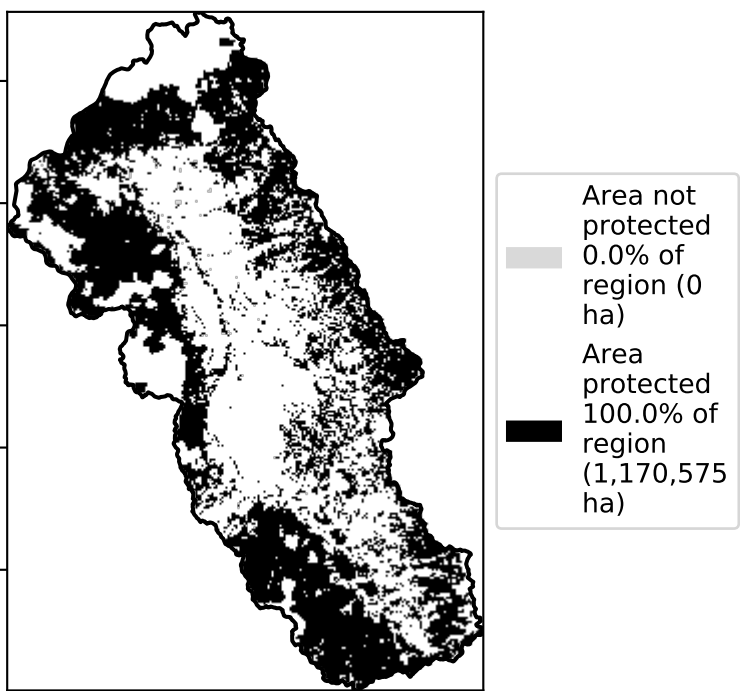 Area not
protected
0.0% of
region (0
ha)
Area
protected
100.0% of
region
(1,170,575
ha)